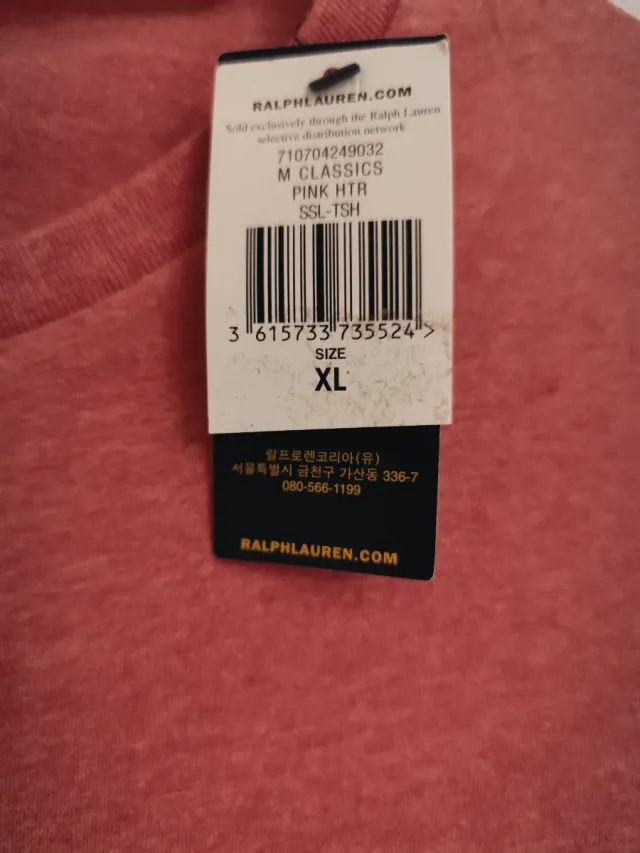 RALPHLAUREN.COM
Sold exclusively through the Ralph Lauren
selective distribution network
710704249032
M CLASSICS
PINK HTR
SSL-TSH
3 615733 735524 >
SIZE
XL
랄프로렌코리아(유)
서울특별시 금천구 가산동 336-7
080-566-1199
RALPHLAUREN.COM